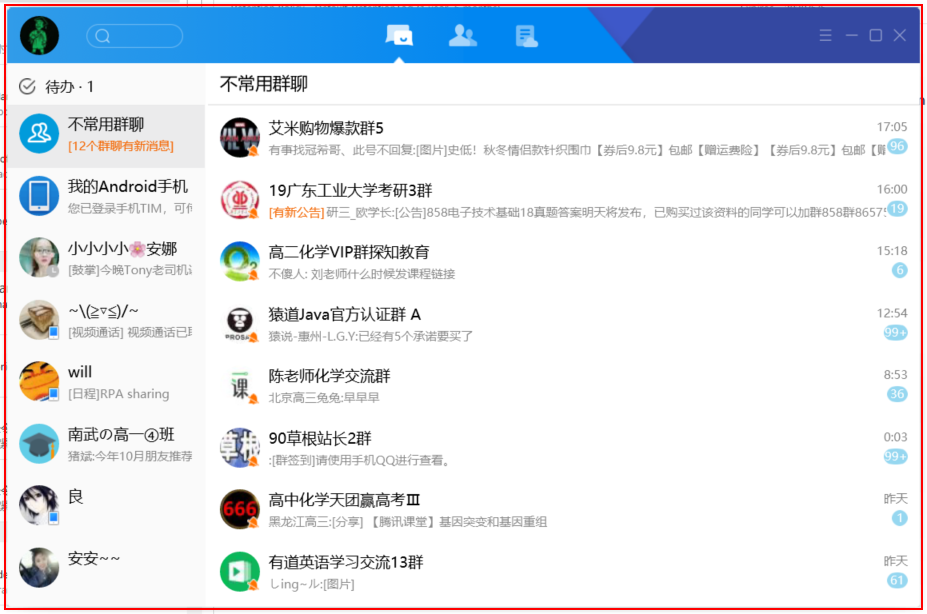 待办 · 1
不常用群聊
[12个群聊有新消息]
我的Android手机
您已登录手机TIM，可
小小小小🌸安娜
[鼓掌]今晚Tony老司机
~\(≧▽≦)/~
[视频通话] 视频通话已
will
[日程]RPA sharing
南武の高一④班
猪斌:今年10月朋友推荐
良
安安~~
不常用群聊
艾米购物爆款群5
17:05
有事找冠希哥、此号不回复:[图片]史低！秋冬情侣款针织围巾【券后9.8元】包邮【赠运费险】【券后9.8元】包邮【
96
19广东工业大学考研3群
16:00
[有新公告]研三_欧学长:[公告]858电子技术基础18真题答案明天将发布，已购买过该资料的同学可以加群858群8657
19
高二化学VIP群探知教育
15:18
不傻人: 刘老师什么时候发课程链接
6
猿道Java官方认证群 A
12:54
猿说-惠州-L.G.Y:已经有5个承诺要买了
99+
陈老师化学交流群
8:53
北京高三兔兔:早早早
36
90草根站长2群
0:03
:[群签到]请使用手机QQ进行查看。
99+
高中化学天团赢高考Ⅲ
昨天
黑龙江高三:[分享] 【腾讯课堂】基因突变和基因重组
1
有道英语学习交流13群
昨天
しing~ル:[图片]
61
课
草根
666